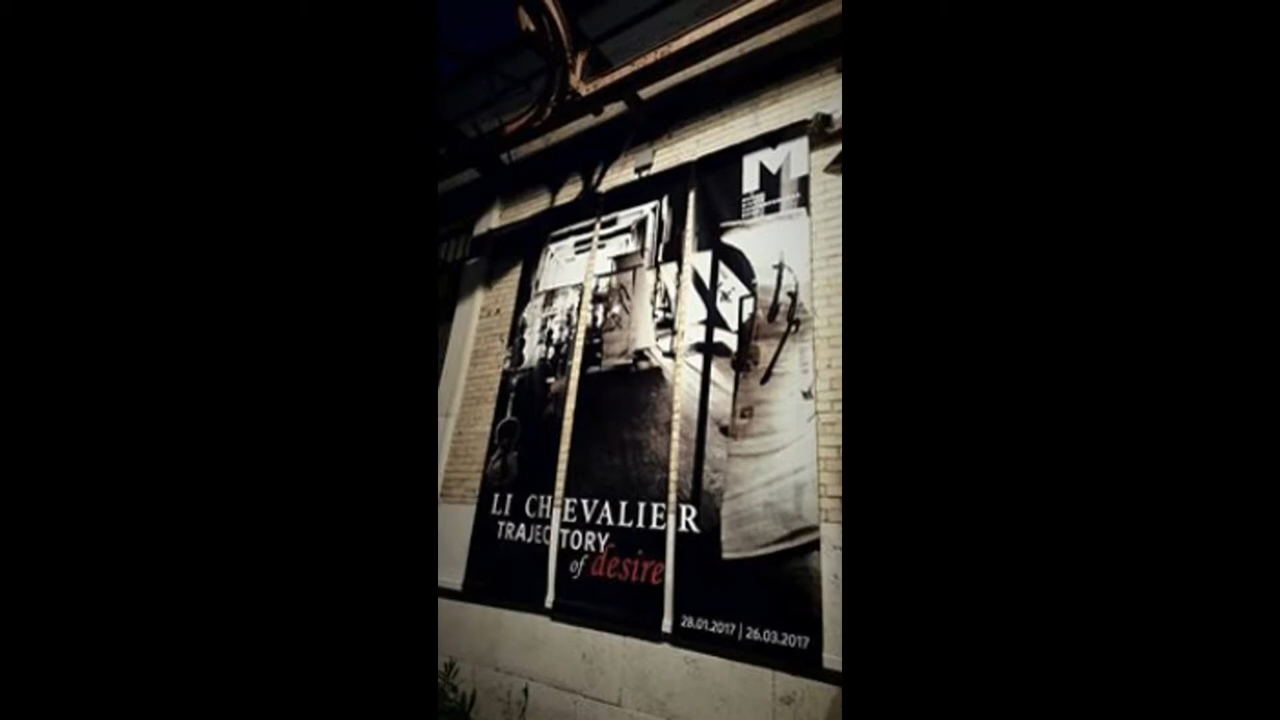 M
LI CHEVALIER
TRAJECTORY
of desire
28.01.2017 | 26.03.2017